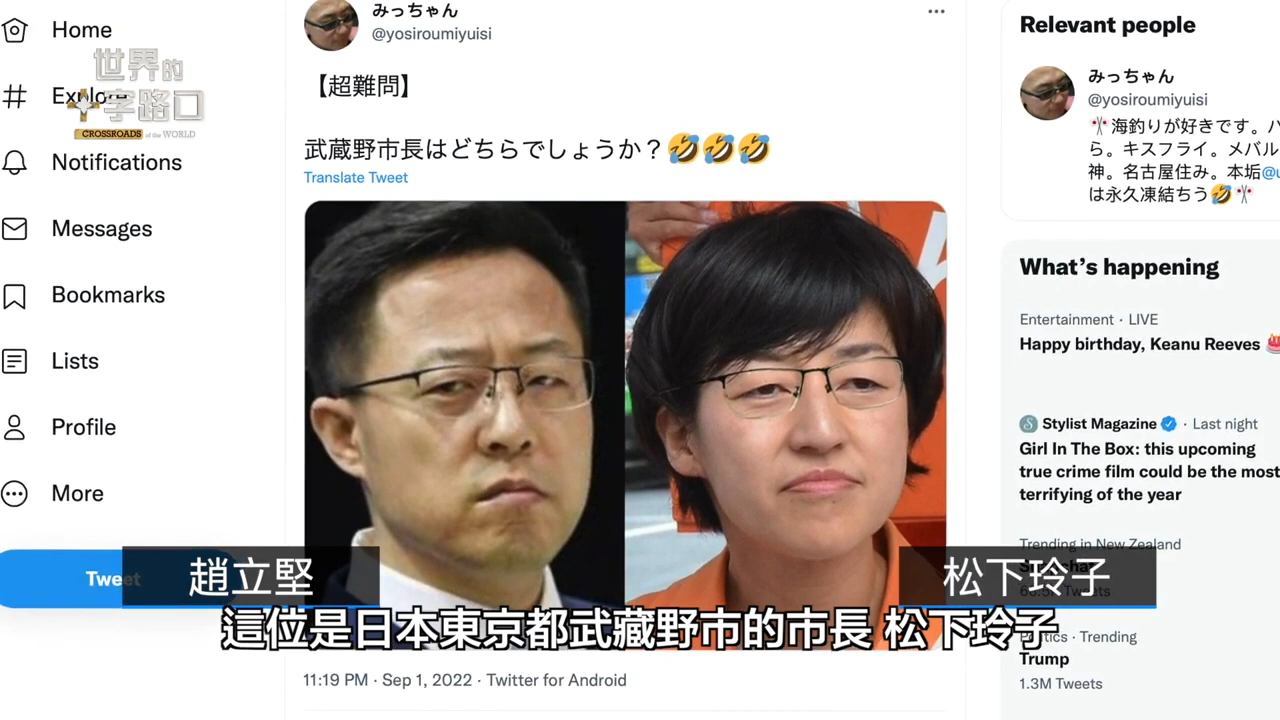 Home
Explore
Notifications
Messages
Bookmarks
Lists
Profile
More
Tweet
世界的
十字路口
CROSSROADS of the WORLD
みっちゃん
@yosiroumiyuisi
【超難問】
武蔵野市長はどちらでしょうか？🤣🤣🤣
Translate Tweet
趙立堅
松下玲子
這位是日本東京都武藏野市的市長 松下玲子
11:19 PM · Sep 1, 2022 · Twitter for Android
Relevant people
みっちゃん
@yosiroumiyuisi
🎌海釣りが好きです。ハ
ら。キスフライ。メバル
神。名古屋住み。本垢@u
は永久凍結ちう🤣🎌
What’s happening
Entertainment · LIVE
Happy birthday, Keanu Reeves 🎂
Stylist Magazine · Last night
Girl In The Box: this upcoming
true crime film could be the most
terrifying of the year
Trending in New Zealand
Tweets
Politics · Trending
Trump
1.3M Tweets